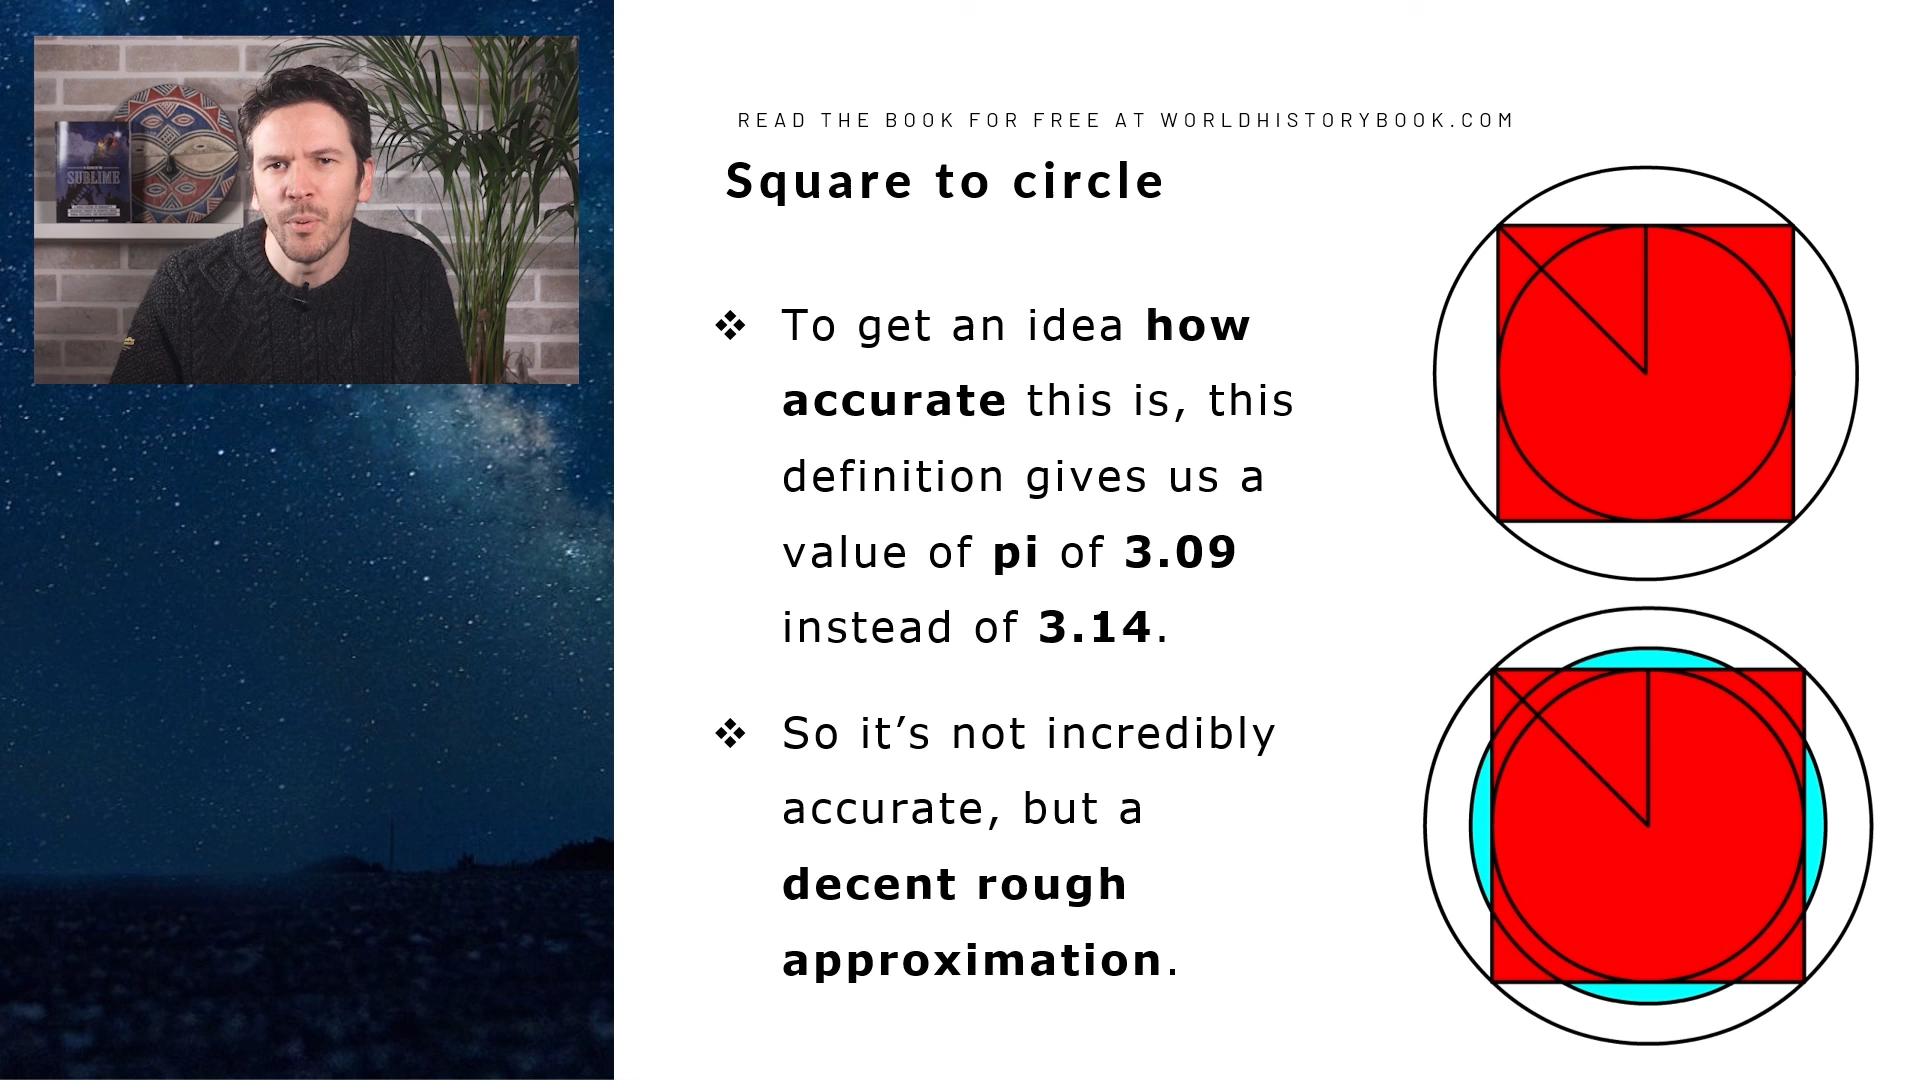 SUBLIME
READ THE BOOK FOR FREE AT WORLDHISTORYBOOK.COM
Square to circle
❖ To get an idea how
accurate this is, this
definition gives us a
value of pi of 3.09
instead of 3.14.
❖ So it’s not incredibly
accurate, but a
decent rough
approximation.